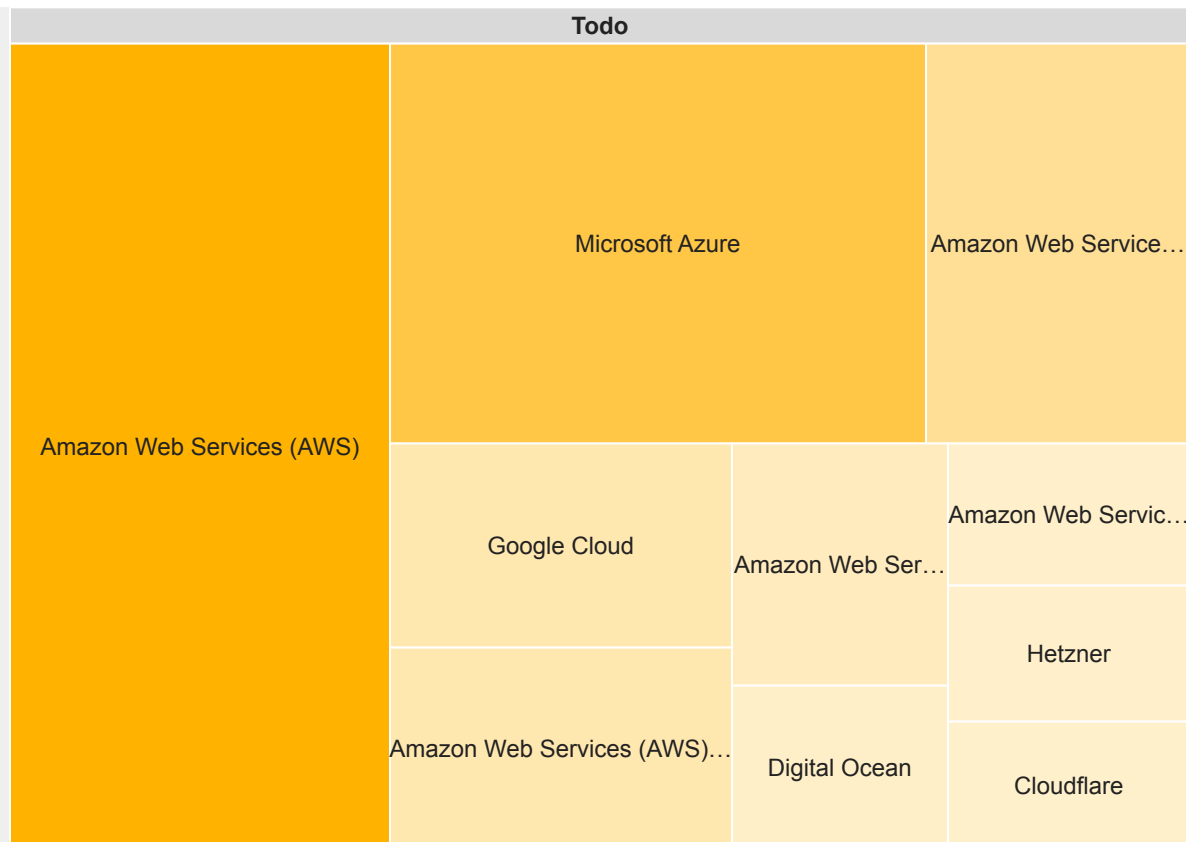 Todo
Amazon Web Services (AWS)
Microsoft Azure
Amazon Web Service…
Google Cloud
Amazon Web Services (AWS)…
Amazon Web Ser…
Digital Ocean
Amazon Web Servic…
Hetzner
Cloudflare